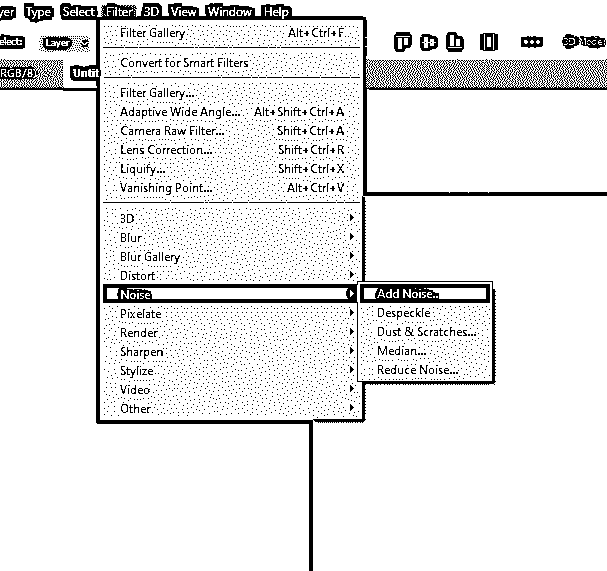 yer Type Select Filter 3D View Window Help
elect: Layer 3D Mode
RGB/8) Untit
Filter Gallery Alt+Ctrl+F
Convert for Smart Filters
Filter Gallery...
Adaptive Wide Angle... Alt+Shift+Ctrl+A
Camera Raw Filter... Shift+Ctrl+A
Lens Correction... Shift+Ctrl+R
Liquify... Shift+Ctrl+X
Vanishing Point... Alt+Ctrl+V
3D
Blur
Blur Gallery
Distort
Noise
Pixelate
Render
Sharpen
Stylize
Video
Other
Add Noise...
Despeckle
Dust & Scratches...
Median...
Reduce Noise...